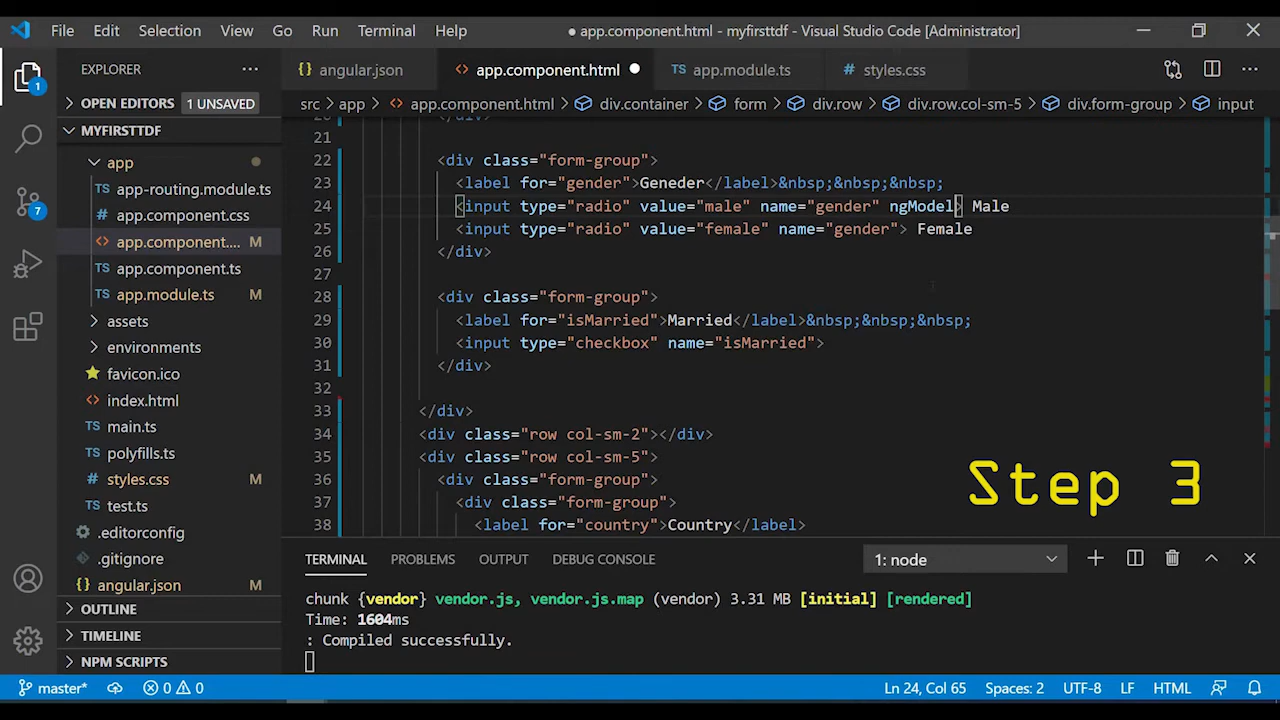 File Edit Selection View Go Run Terminal Help ● app.component.html - myfirsttdf - Visual Studio Code [Administrator]
EXPLORER
angular.json app.component.html app.module.ts styles.css
OPEN EDITORS 1 UNSAVED
src > app > app.component.html > div.container > form > div.row > div.row.col-sm-5 > div.form-group > input
MYFIRSTTDF
app
app-routing.module.ts
app.component.css
app.component....
app.component.ts
app.module.ts M
assets
environments
favicon.ico
index.html
main.ts
polyfills.ts
styles.css M
test.ts
.editorconfig
.gitignore
angular.json M
OUTLINE
TIMELINE
NPM SCRIPTS
1
7
20 </div>
21
22 <div class="form-group">
23 <label for="gender">Geneder</label>&nbsp;&nbsp;&nbsp;
24 <input type="radio" value="male" name="gender" ngModel> Male
25 <input type="radio" value="female" name="gender"> Female
26 </div>
27
28 <div class="form-group">
29 <label for="isMarried">Married</label>&nbsp;&nbsp;&nbsp;
30 <input type="checkbox" name="isMarried">
31 </div>
32
33 </div>
34 <div class="row col-sm-2"></div>
35 <div class="row col-sm-5">
36 <div class="form-group">
37 <div class="form-group">
38 <label for="country">Country</label>
Step 3
TERMINAL PROBLEMS OUTPUT DEBUG CONSOLE 1: node
chunk {vendor} vendor.js, vendor.js.map (vendor) 3.31 MB [initial] [rendered]
Time: 1604ms
: Compiled successfully.
master* 0 0 Ln 24, Col 65 Spaces: 2 UTF-8 LF HTML